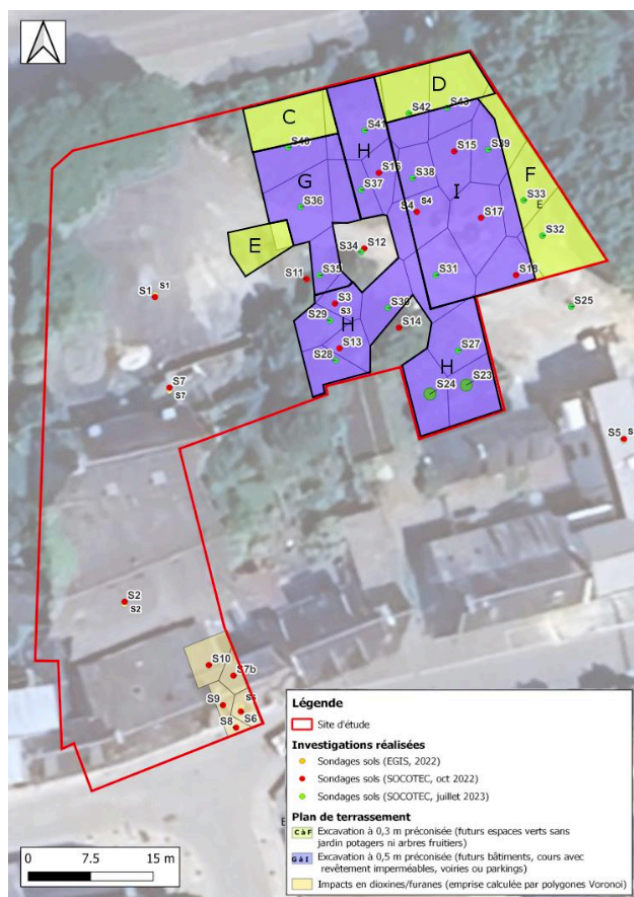 D
C
S42
S43
S41
S40
H
S15
S39
S16
S38
G
S37
I
F
S36
S4
S4
S33
E
S17
E
S12
S34
S32
S11
S35
S31
S18
S1
S1
S3
S30
S25
S3
S29
H
S14
S13
S27
S28
H
S7
S23
S7
S24
S5
S
S2
S2
S10
S7b
S9
S6
S8
Légende
Site d'étude
Investigations réalisées
Sondages sols (EGIS, 2022)
Sondages sols (SOCOTEC, oct 2022)
Sondages sols (SOCOTEC, juillet 2023)
Plan de terrassement
C à F Excavation à 0,3 m préconisée (futurs espaces verts sans
jardin potagers ni arbres fruitiers)
G à I Excavation à 0,5 m préconisée (futurs bâtiments, cours avec
revêtement imperméables, voiries ou parkings)
Impacts en dioxines/furanes (emprise calculée par polygones Voronoi)
0 7.5 15 m